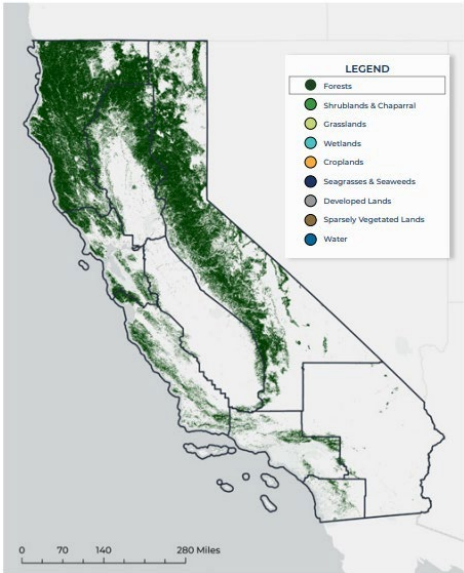 LEGEND
Forests
Shrublands & Chaparral
Grasslands
Wetlands
Croplands
Seagrasses & Seaweeds
Developed Lands
Sparsely Vegetated Lands
Water
0 70 140 280 Miles